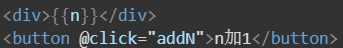 <div>{{n}}</div>
<button @click="addN">n加1</button>